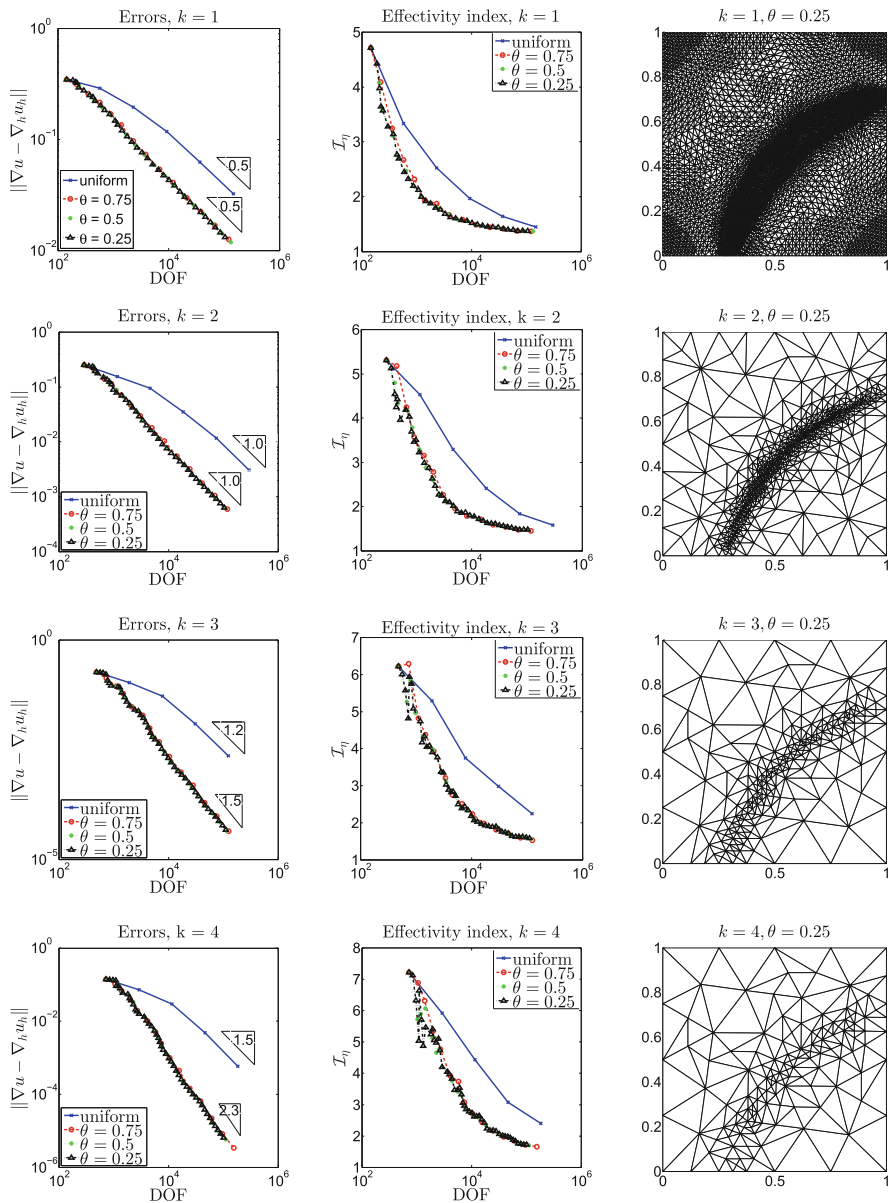 Errors, k = 1
10^0
10^{-1}
10^{-2}
||∇u − ∇_h u_h||
0.5
0.5
uniform
θ = 0.75
θ = 0.5
θ = 0.25
10^2 10^4 10^6
DOF
Effectivity index, k = 1
5
4
3
2
1
I_η
uniform
θ = 0.75
θ = 0.5
θ = 0.25
10^2 10^4 10^6
DOF
k = 1, θ = 0.25
1
0.8
0.6
0.4
0.2
0
0 0.5 1
Errors, k = 2
10^0
10^{-1}
10^{-2}
10^{-3}
10^{-4}
||∇u − ∇_h u_h||
1.0
1.0
uniform
θ = 0.75
θ = 0.5
θ = 0.25
10^2 10^4 10^6
DOF
Effectivity index, k = 2
6
5
4
3
2
1
I_η
uniform
θ = 0.75
θ = 0.5
θ = 0.25
10^2 10^4 10^6
DOF
k = 2, θ = 0.25
1
0.8
0.6
0.4
0.2
0
0 0.5 1
Errors, k = 3
10^0
10^{-5}
||∇u − ∇_h u_h||
1.2
1.5
uniform
θ = 0.75
θ = 0.5
θ = 0.25
10^2 10^4 10^6
DOF
Effectivity index, k = 3
7
6
5
4
3
2
1
I_η
uniform
θ = 0.75
θ = 0.5
θ = 0.25
10^2 10^4 10^6
DOF
k = 3, θ = 0.25
1
0.8
0.6
0.4
0.2
0
0 0.5 1
Errors, k = 4
10^0
10^{-2}
10^{-4}
10^{-6}
||∇u − ∇_h u_h||
1.5
2.3
uniform
θ = 0.75
θ = 0.5
θ = 0.25
10^2 10^4 10^6
DOF
Effectivity index, k = 4
8
7
6
5
4
3
2
1
I_η
uniform
θ = 0.75
θ = 0.5
θ = 0.25
10^2 10^4 10^6
DOF
k = 4, θ = 0.25
1
0.8
0.6
0.4
0.2
0
0 0.5 1